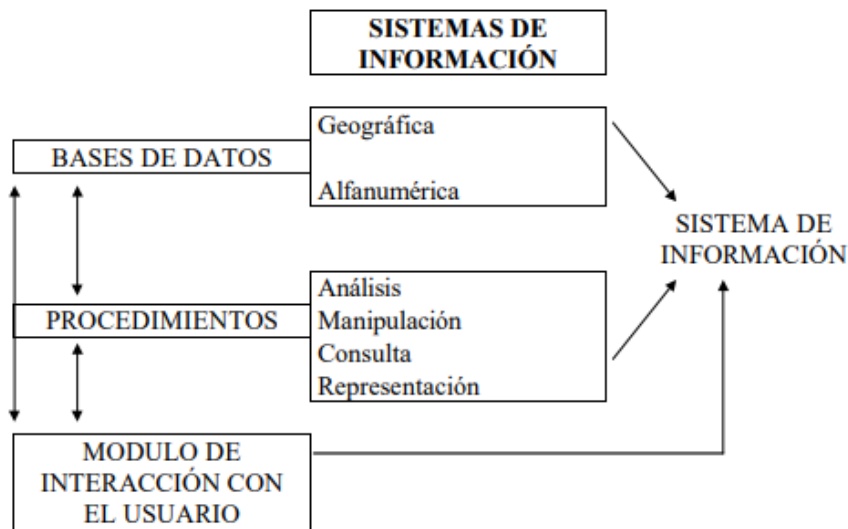 SISTEMAS DE
INFORMACIÓN
BASES DE DATOS
Geográfica
Alfanumérica
SISTEMA DE
INFORMACIÓN
PROCEDIMIENTOS
Análisis
Manipulación
Consulta
Representación
MODULO DE
INTERACCIÓN CON
EL USUARIO